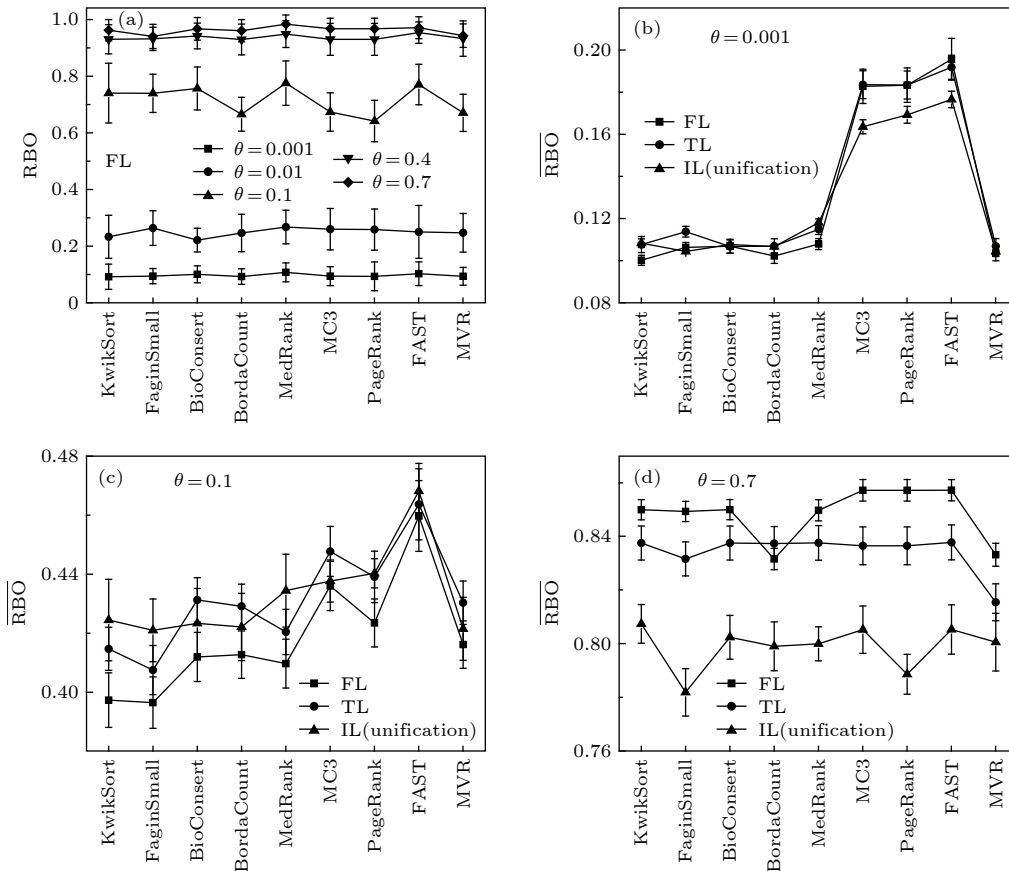 (a)
RBO
1.0
0.8
0.6
0.4
0.2
0
FL
θ = 0.001
θ = 0.01
θ = 0.1
θ = 0.4
θ = 0.7
KwikSort
FaginSmall
BioConsert
BordaCount
MedRank
MC3
PageRank
FAST
MVR
(b)
θ = 0.001
RBO
0.20
0.16
0.12
0.08
FL
TL
IL(unification)
KwikSort
FaginSmall
BioConsert
BordaCount
MedRank
MC3
PageRank
FAST
MVR
(c)
θ = 0.1
RBO
0.48
0.44
0.40
FL
TL
IL(unification)
KwikSort
FaginSmall
BioConsert
BordaCount
MedRank
MC3
PageRank
FAST
MVR
(d)
θ = 0.7
RBO
0.84
0.80
0.76
FL
TL
IL(unification)
KwikSort
FaginSmall
BioConsert
BordaCount
MedRank
MC3
PageRank
FAST
MVR